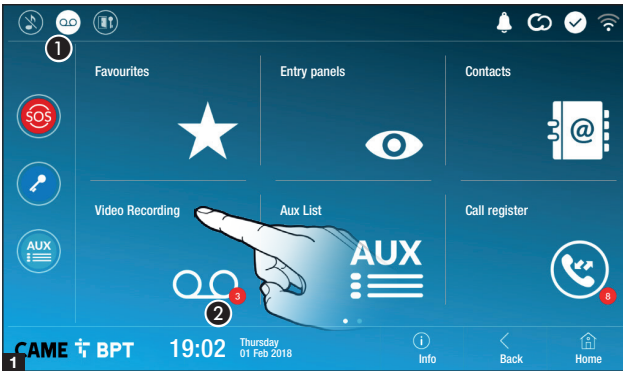 1
Favourites
Entry panels
Contacts
SOS
@
Video Recording
Aux List
Call register
AUX
AUX
3
2
8
1
CAME BPT
19:02
Thursday
01 Feb 2018
i
Info
Back
Home